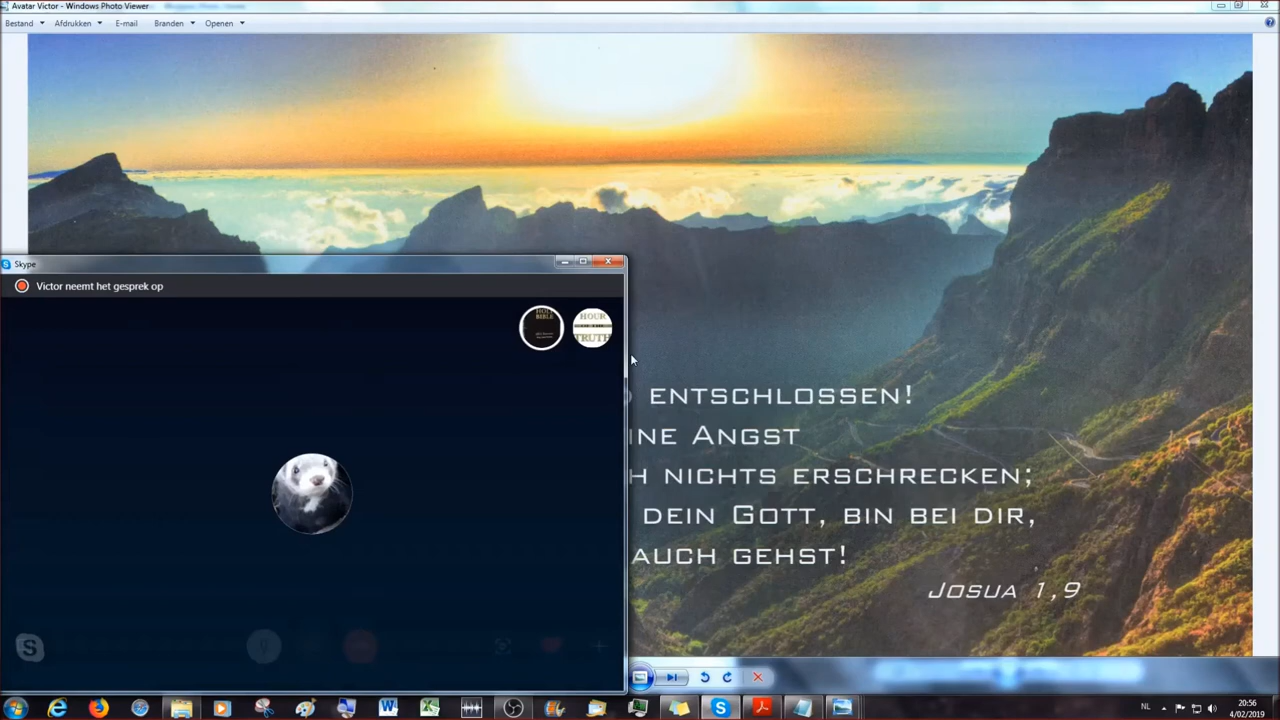 Avatar Victor - Windows Photo Viewer
Bestand Afdrukken E-mail Branden Openen
Skype
Victor neemt het gesprek op
HOLY BIBLE
HOUR
TRUTH
ENTSCHLOSSEN!
INE ANGST
H NICHTS ERSCHRECKEN;
DEIN GOTT, BIN BEI DIR,
AUCH GEHST!
JOSUA 1,9
NL
20:56
4/02/2019